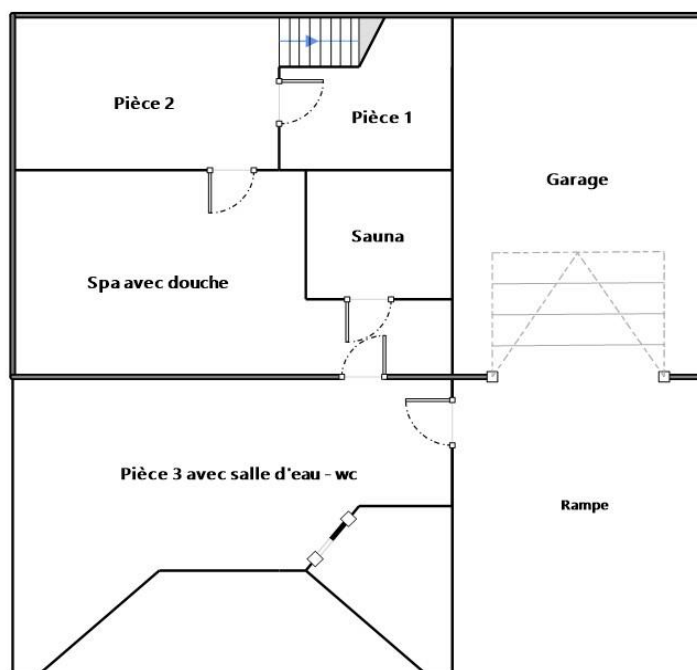 Pièce 2
Pièce 1
Garage
Sauna
Spa avec douche
Pièce 3 avec salle d'eau - wc
Rampe